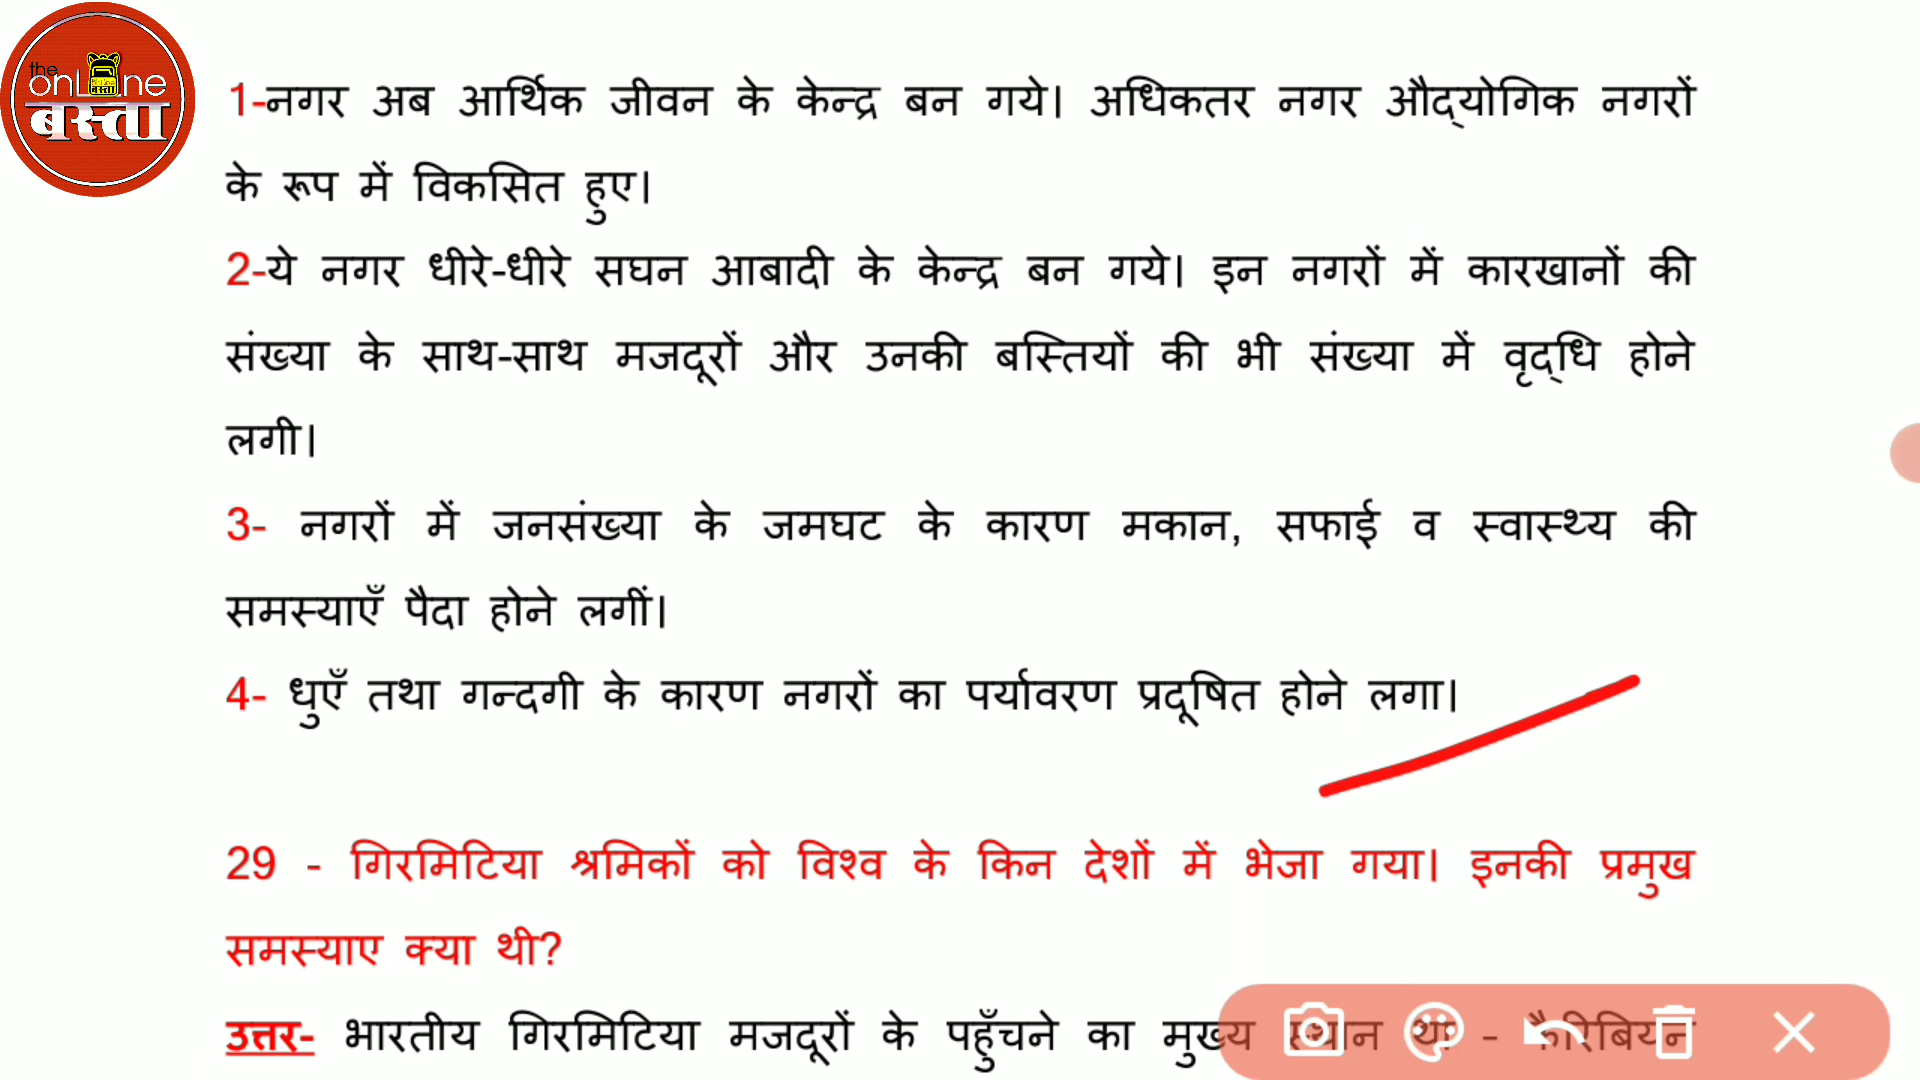 the
onLine
बस्ता
1-नगर अब आर्थिक जीवन के केन्द्र बन गये। अधिकतर नगर औद्योगिक नगरों
के रूप में विकसित हुए।
2-ये नगर धीरे-धीरे सघन आबादी के केन्द्र बन गये। इन नगरों में कारखानों की
संख्या के साथ-साथ मजदूरों और उनकी बस्तियों की भी संख्या में वृद्धि होने
लगी।
3- नगरों में जनसंख्या के जमघट के कारण मकान, सफाई व स्वास्थ्य की
समस्याएँ पैदा होने लगीं।
4- धुएँ तथा गन्दगी के कारण नगरों का पर्यावरण प्रदूषित होने लगा।
29 - गिरमिटिया श्रमिकों को विश्व के किन देशों में भेजा गया। इनकी प्रमुख
समस्याए क्या थी?
उत्तर- भारतीय गिरमिटिया मजदूरों के पहुँचने का मुख्य स्थान था - कैरिबियन